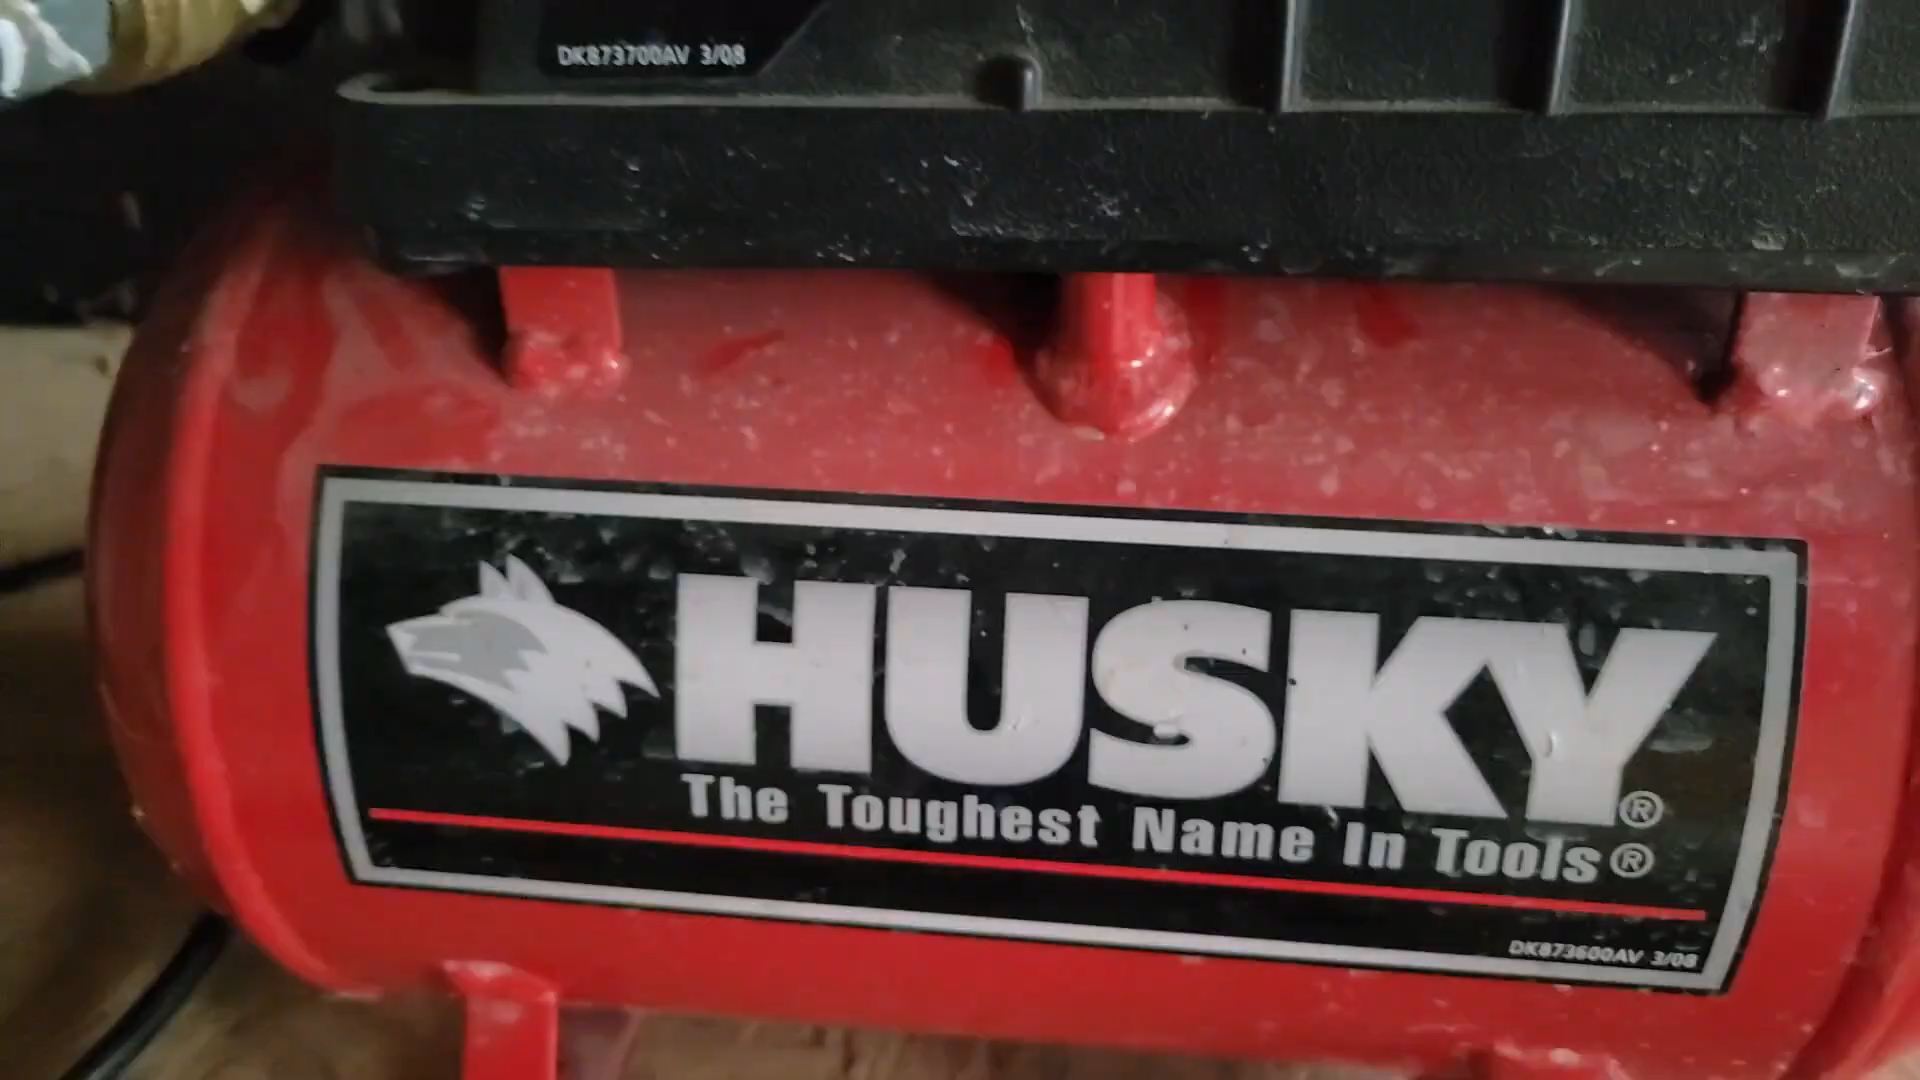 DK873700AV 3/08
HUSKY®
The Toughest Name In Tools®
DK873600AV 3/08